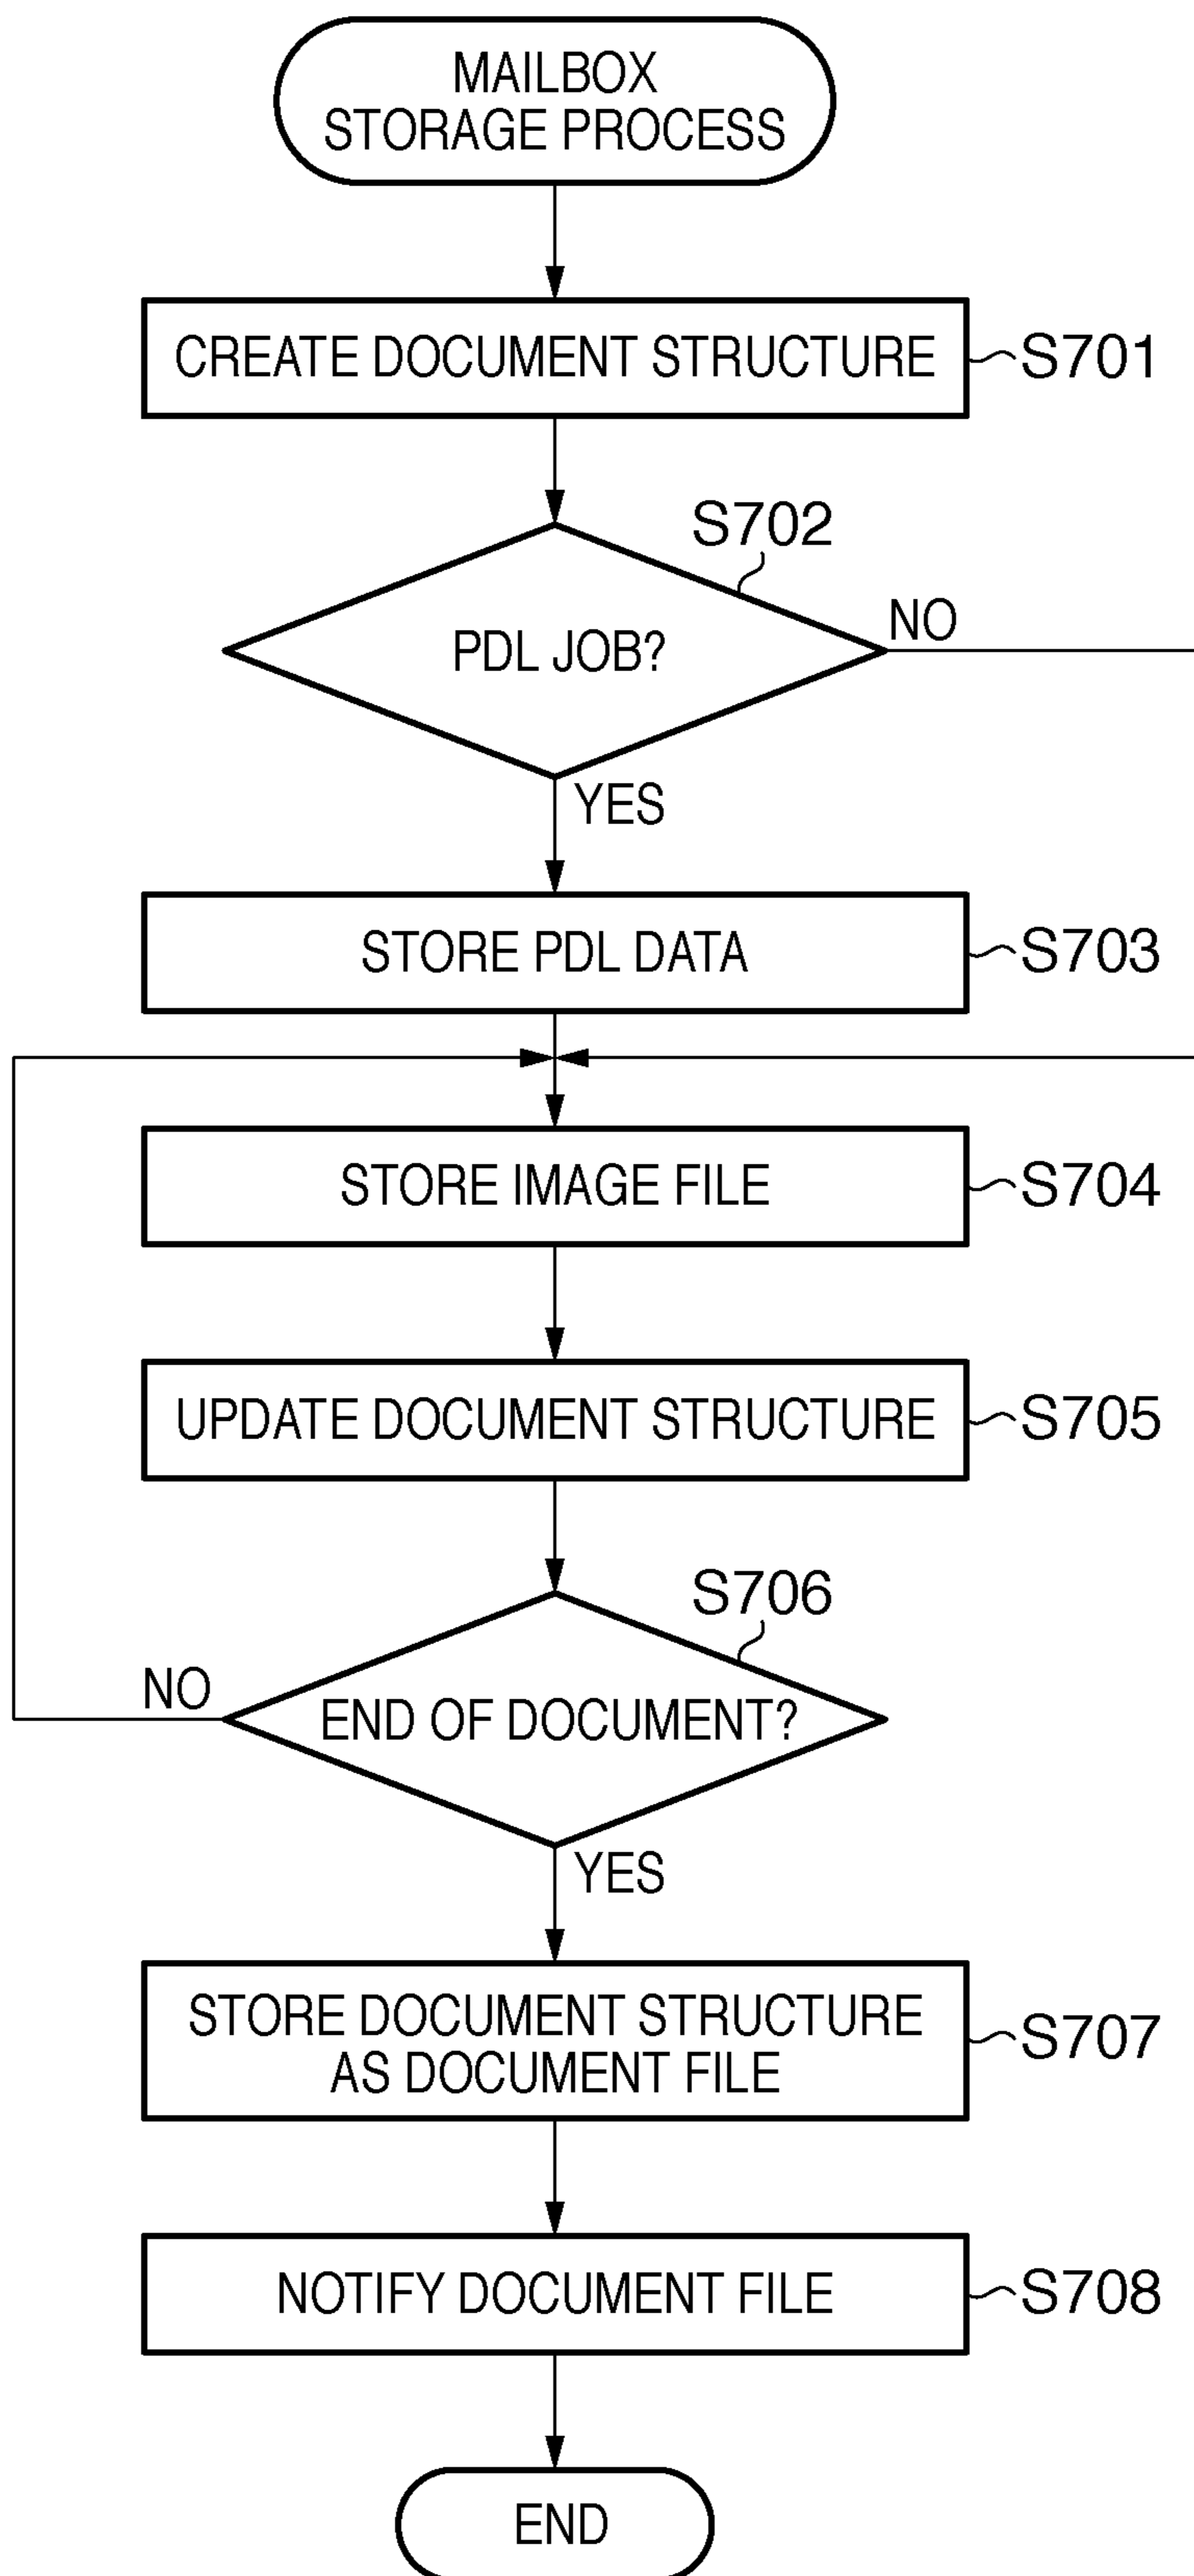 MAILBOX
STORAGE PROCESS
CREATE DOCUMENT STRUCTURE
S701
S702
PDL JOB?
NO
YES
STORE PDL DATA
S703
STORE IMAGE FILE
S704
UPDATE DOCUMENT STRUCTURE
S705
S706
NO
END OF DOCUMENT?
YES
STORE DOCUMENT STRUCTURE
AS DOCUMENT FILE
S707
NOTIFY DOCUMENT FILE
S708
END